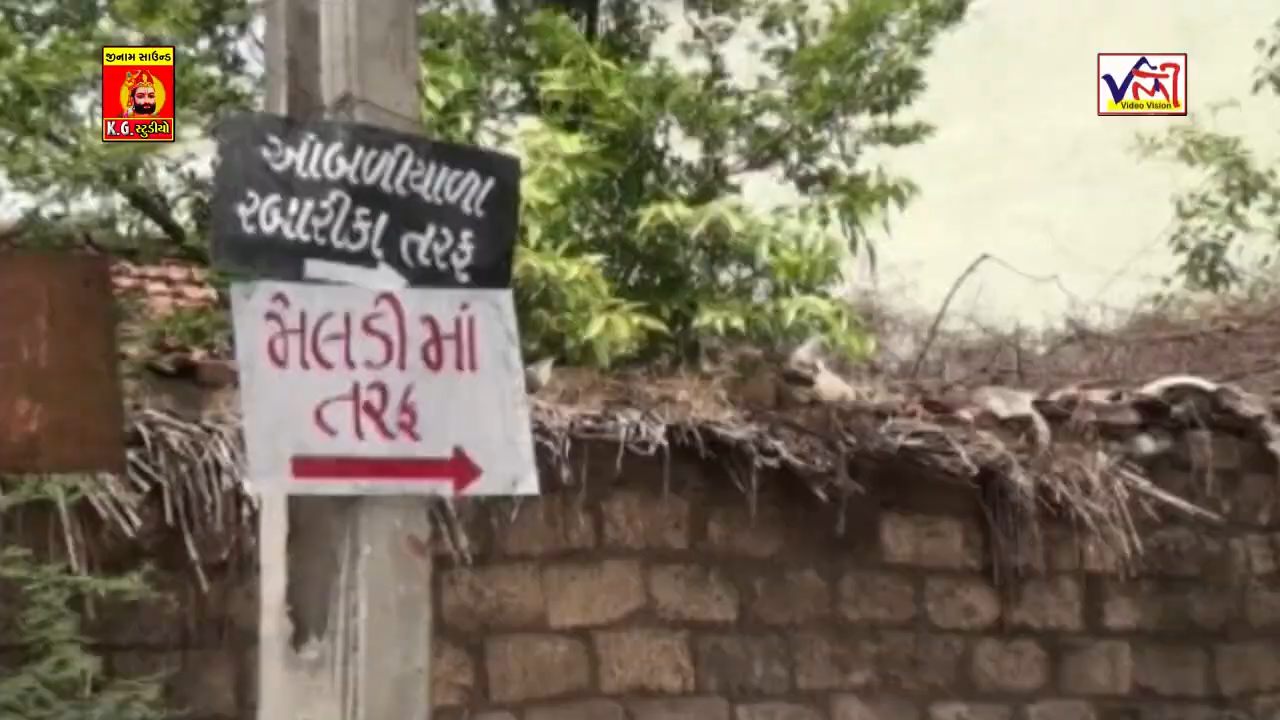 જીનામ સાઉન્ડ
K.G. સ્ટુડીયો
Video Vision
આંબળીયાળા
રબારીકા તરફ
મેલડી માં
તરફ